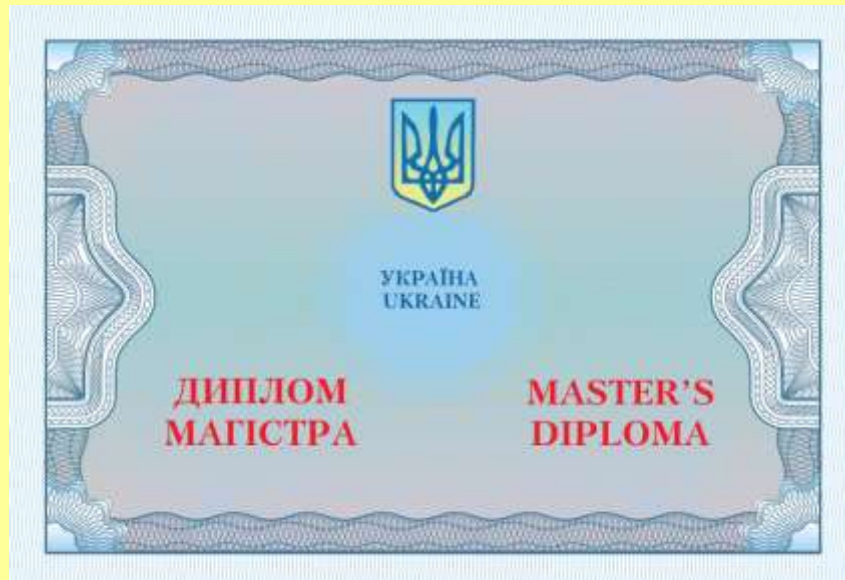 УКРАЇНА
UKRAINE
ДИПЛОМ
МАГІСТРА
MASTER’S
DIPLOMA